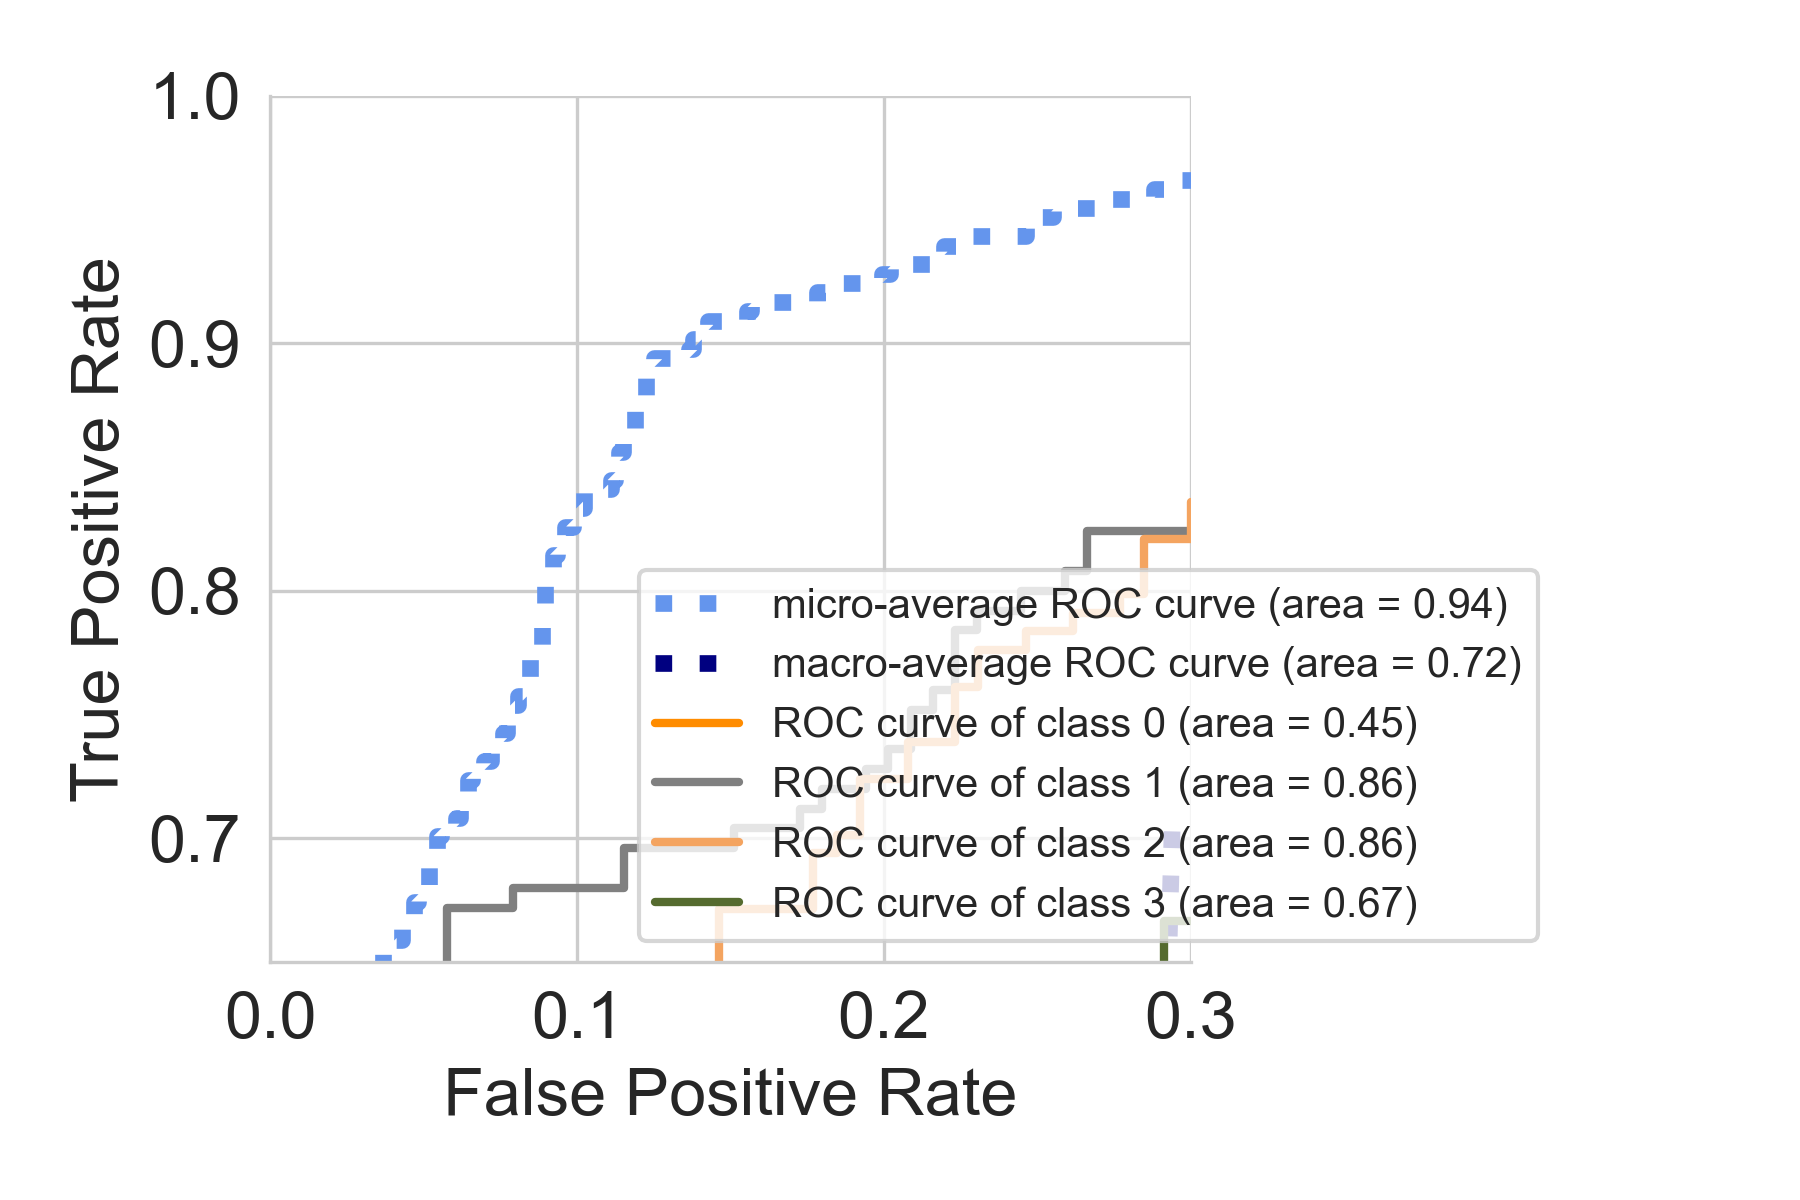 1.0
0.9
0.8
0.7
True Positive Rate
micro-average ROC curve (area = 0.94)
macro-average ROC curve (area = 0.72)
ROC curve of class 0 (area = 0.45)
ROC curve of class 1 (area = 0.86)
ROC curve of class 2 (area = 0.86)
ROC curve of class 3 (area = 0.67)
0.0 0.1 0.2 0.3
False Positive Rate